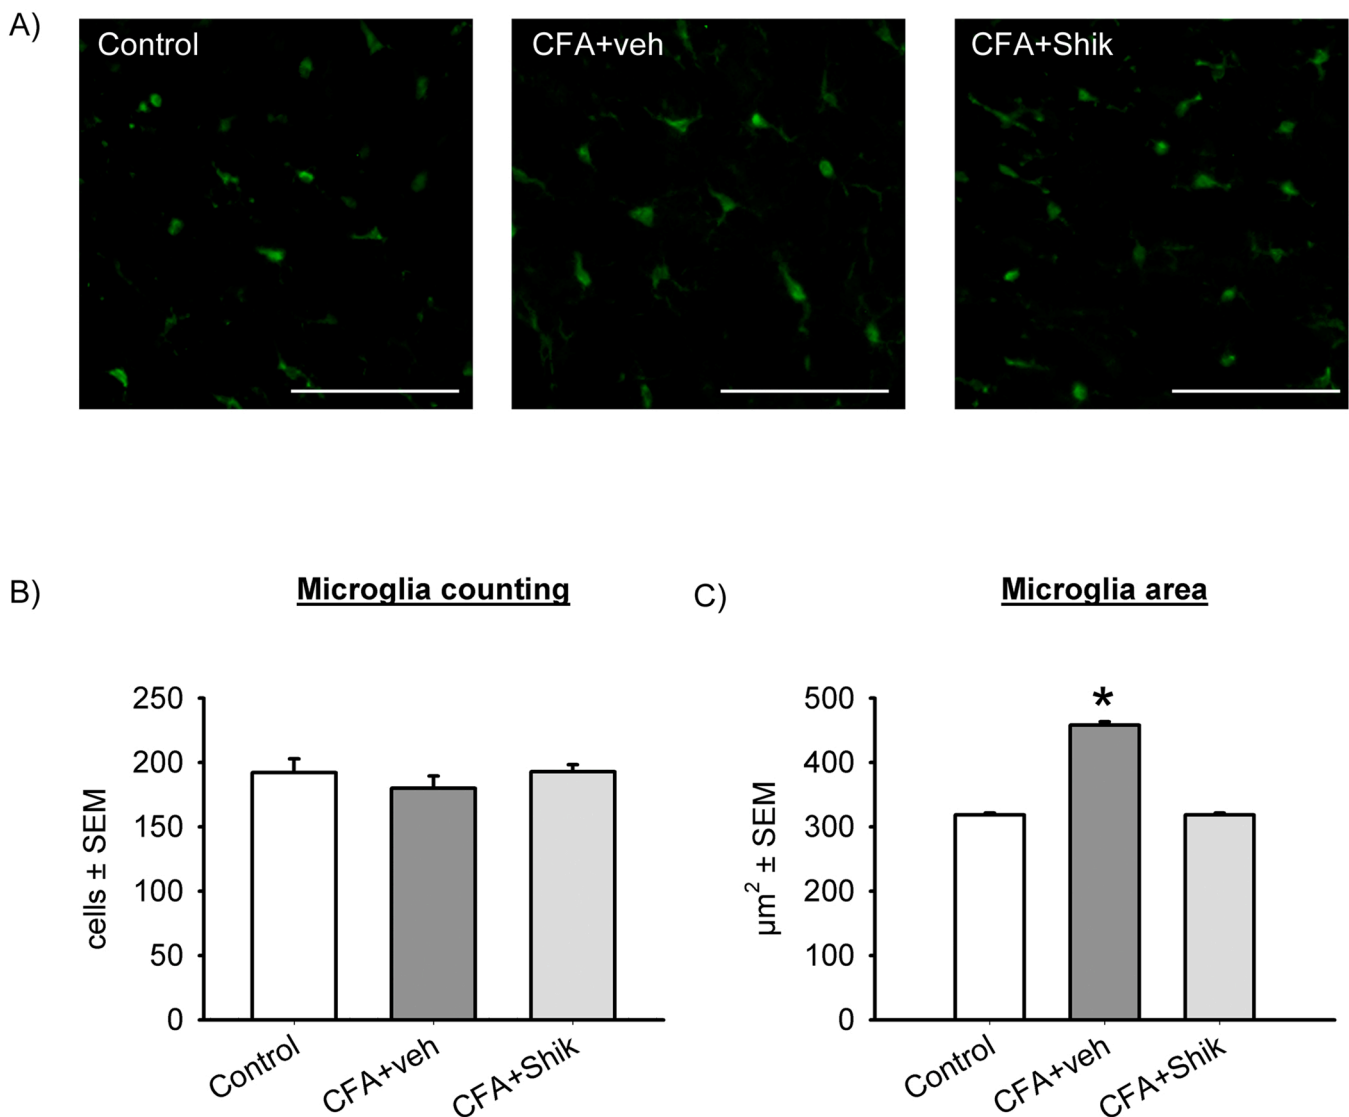 A)
Control
CFA+veh
CFA+Shik
B)
Microglia counting
250
200
150
100
50
0
cells ± SEM
Control
CFA+veh
CFA+Shik
C)
Microglia area
*
500
400
300
200
100
0
µm² ± SEM
Control
CFA+veh
CFA+Shik